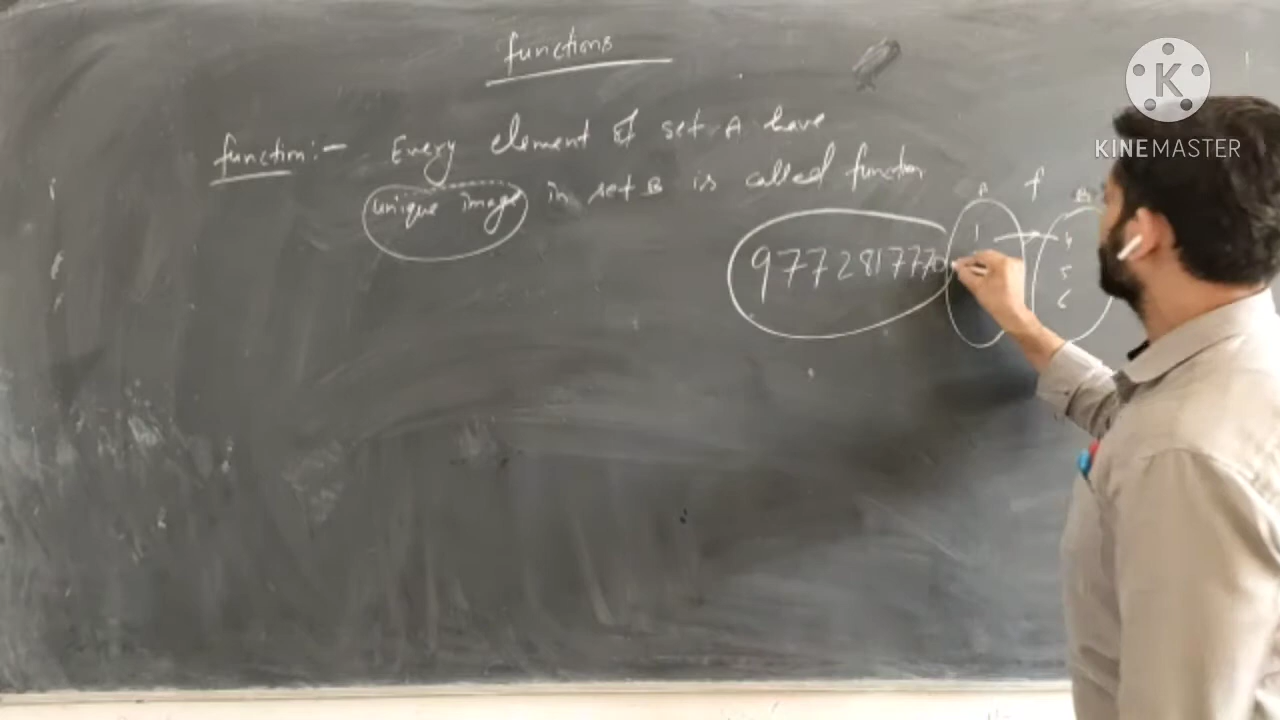 functions
function:- Every element of set A have
unique image in set B is called function
A f B
9772817770
1 4
5
6
KINEMASTER